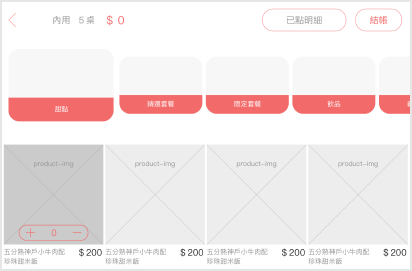 內用 5 桌 $ 0 已點明細 結帳
甜點 精選套餐 限定套餐 飲品
product-img product-img product-img product-img
0
五分熟神戶小牛肉配 $ 200 五分熟神戶小牛肉配 $ 200 五分熟神戶小牛肉配 $ 200 五分熟神戶小牛肉配 $ 200
珍珠甜米飯 珍珠甜米飯 珍珠甜米飯 珍珠甜米飯